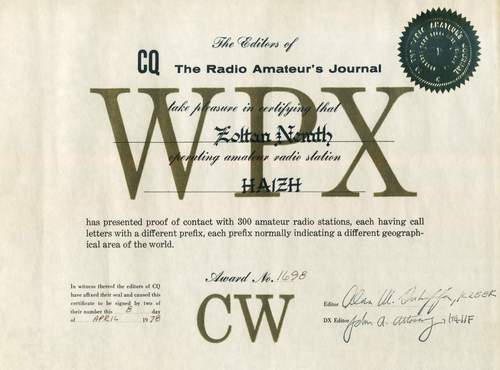 The Editors of
CQ The Radio Amateur's Journal
WPX
take pleasure in certifying that
Zoltan Nemth
operating amateur radio station
HA1ZH
has presented proof of contact with 300 amateur radio stations, each having call
letters with a different prefix, each prefix normally indicating a different geograph-
ical area of the world.
Award No. 1698
CW
In witness thereof the editors of CQ
have affixed their seal and caused this
certificate to be signed by two of
their number this 8 day
of APRIL 1978
Editor
DX Editor John A.